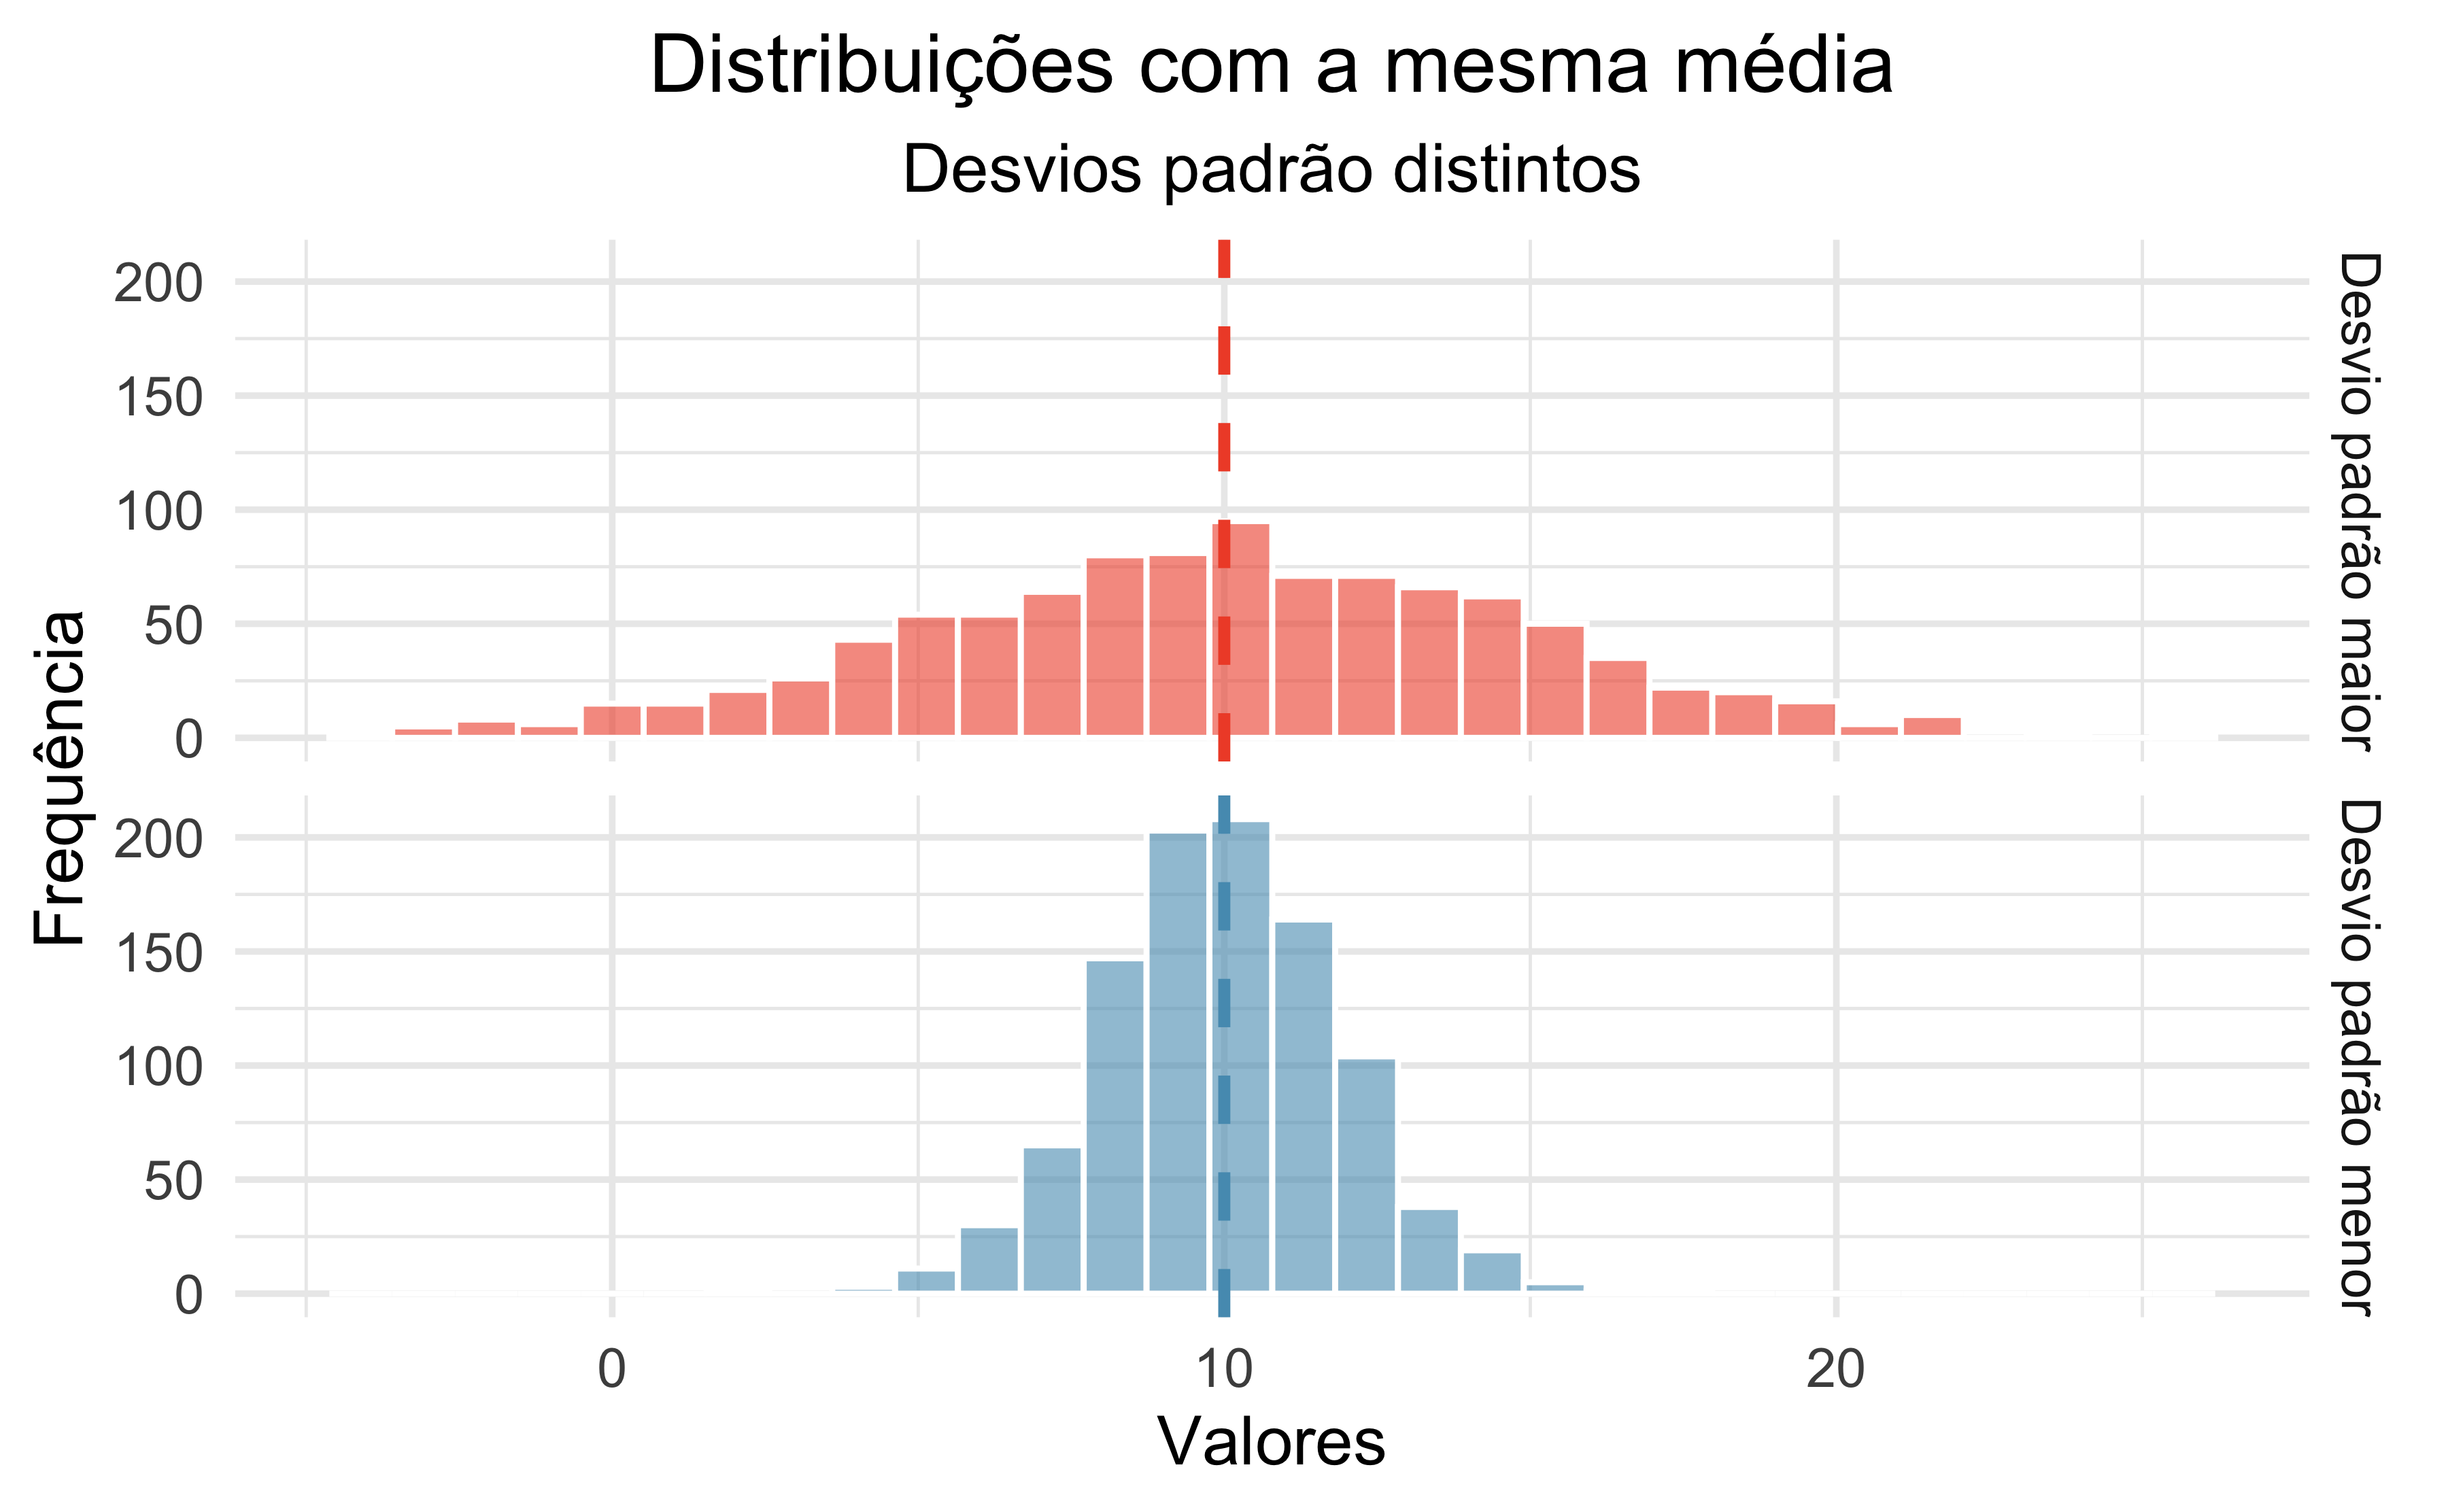 Distribuições com a mesma média
Desvios padrão distintos
Frequência
200
150
100
50
0
Desvio padrão maior
200
150
100
50
0
Desvio padrão menor
0
10
20
Valores